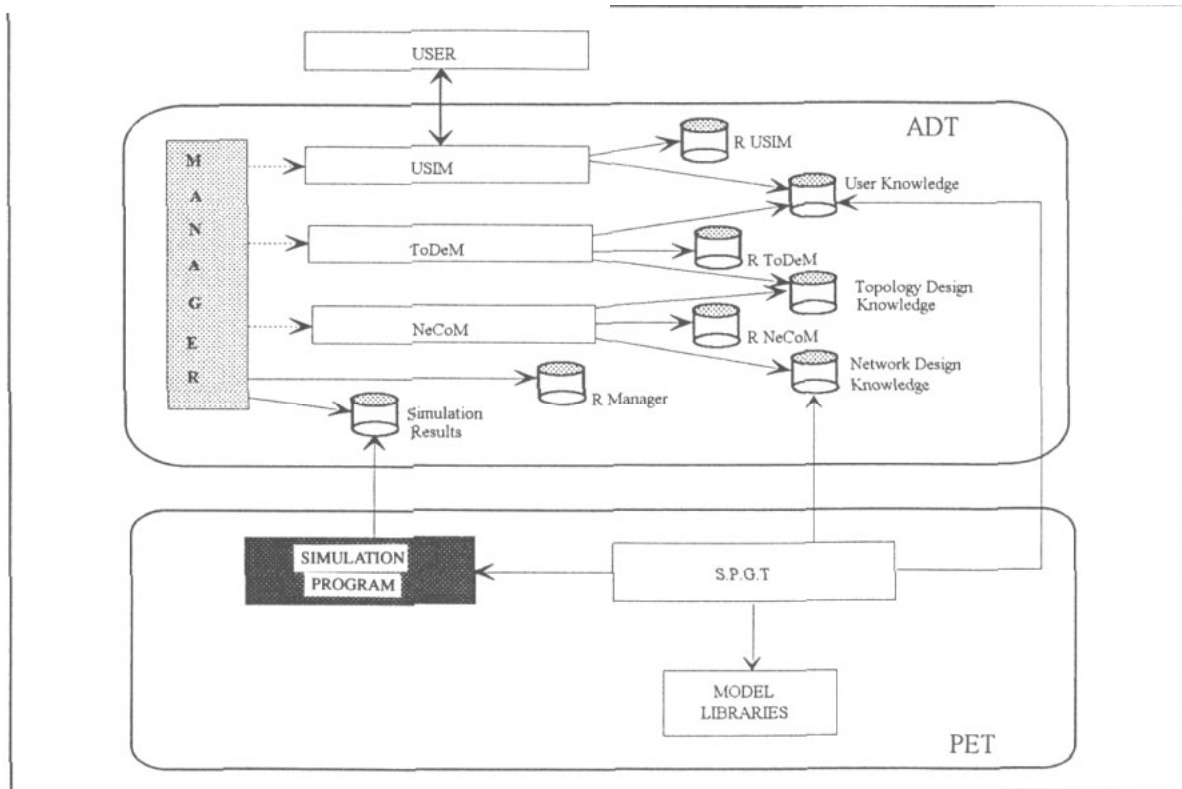 USER
ADT
MANAGER
R USIM
USIM
User Knowledge
ToDeM
R ToDeM
Topology Design
Knowledge
NeCoM
R NeCoM
Network Design
Knowledge
R Manager
Simulation
Results
SIMULATION
PROGRAM
S.P.G.T
MODEL
LIBRARIES
PET